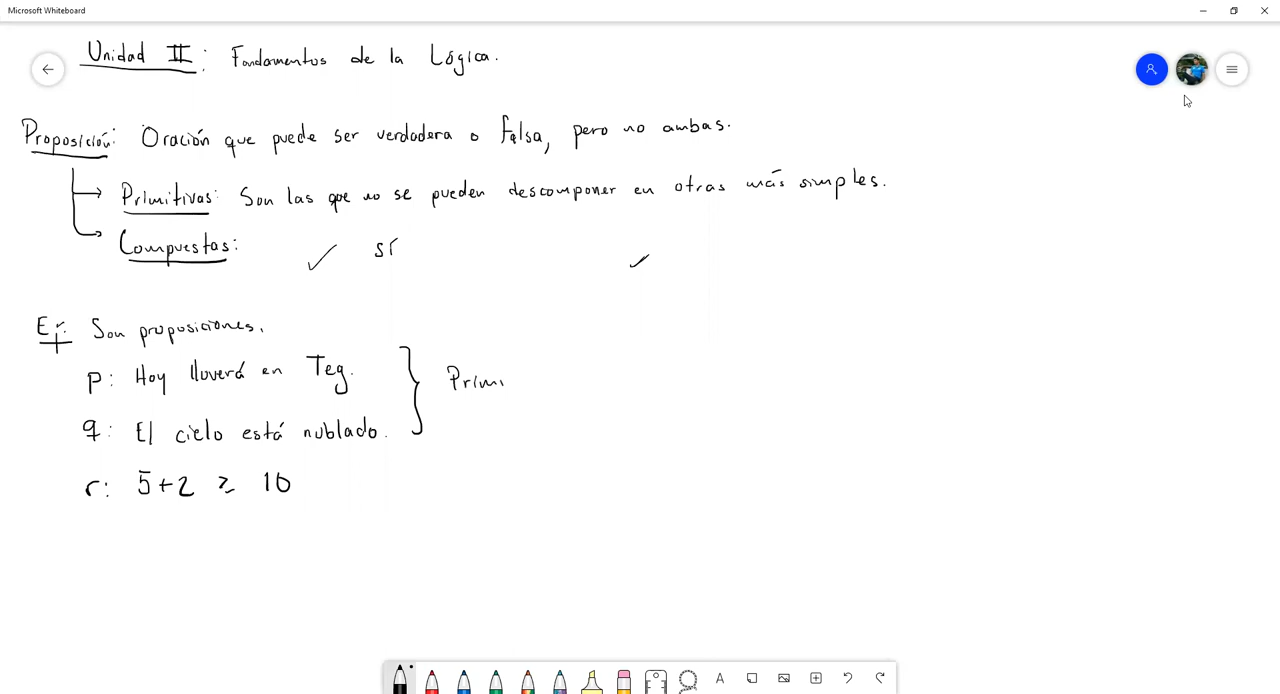 Microsoft Whiteboard
Unidad II: Fundamentos de la Lógica.
Proposición: Oración que puede ser verdadera o falsa, pero no ambas.
Primitivas: Son las que no se pueden descomponer en otras más simples.
Compuestas: ✓ sí ✓
Ej: Son proposiciones.
p: Hoy lloverá en Teg. } Primi
q: El cielo está nublado.
r: 5+2 ≥ 10
A